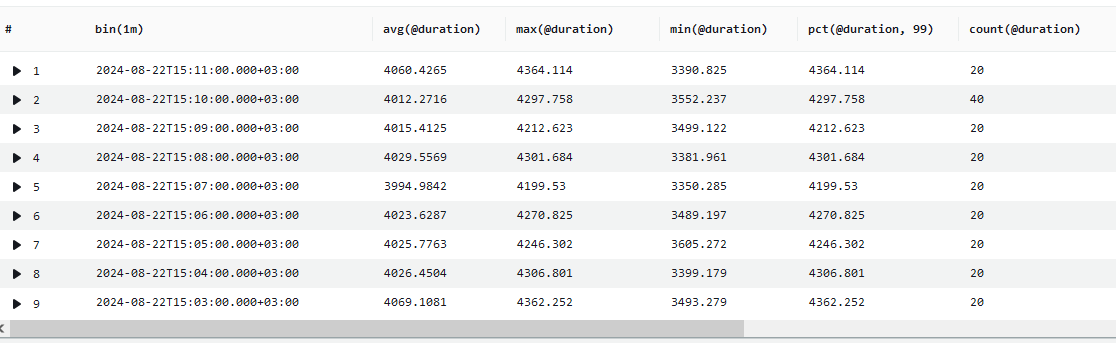 # bin(1m) avg(@duration) max(@duration) min(@duration) pct(@duration, 99) count(@duration)
1 2024-08-22T15:11:00.000+03:00 4060.4265 4364.114 3390.825 4364.114 20
2 2024-08-22T15:10:00.000+03:00 4012.2716 4297.758 3552.237 4297.758 40
3 2024-08-22T15:09:00.000+03:00 4015.4125 4212.623 3499.122 4212.623 20
4 2024-08-22T15:08:00.000+03:00 4029.5569 4301.684 3381.961 4301.684 20
5 2024-08-22T15:07:00.000+03:00 3994.9842 4199.53 3350.285 4199.53 20
6 2024-08-22T15:06:00.000+03:00 4023.6287 4270.825 3489.197 4270.825 20
7 2024-08-22T15:05:00.000+03:00 4025.7763 4246.302 3605.272 4246.302 20
8 2024-08-22T15:04:00.000+03:00 4026.4504 4306.801 3399.179 4306.801 20
9 2024-08-22T15:03:00.000+03:00 4069.1081 4362.252 3493.279 4362.252 20